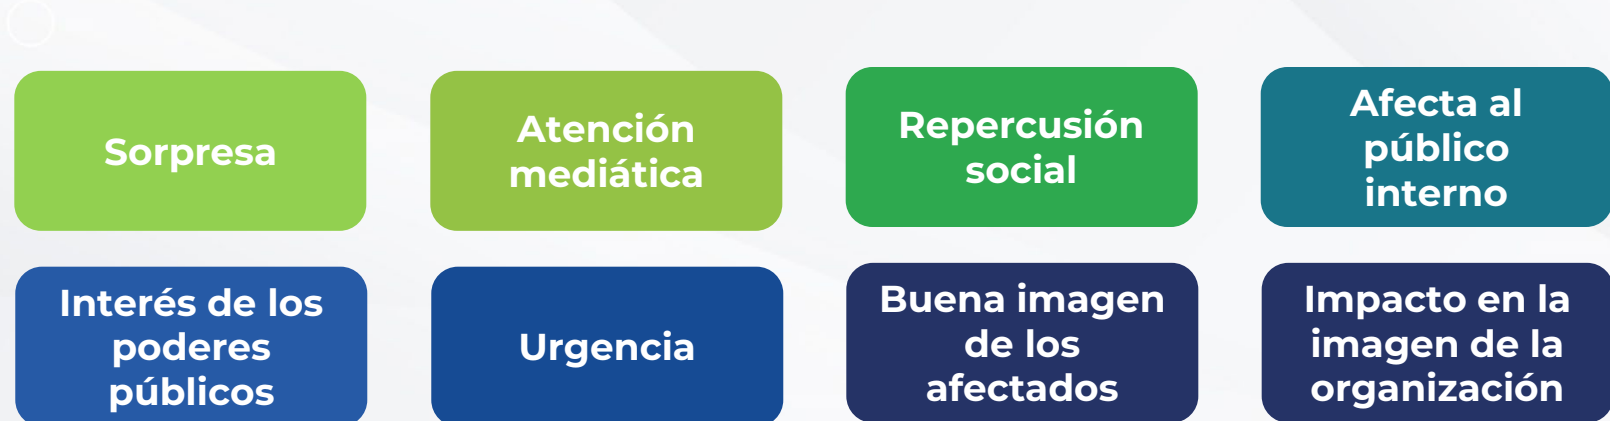 Sorpresa
Atención
mediática
Repercusión
social
Afecta al
público
interno
Interés de los
poderes
públicos
Urgencia
Buena imagen
de los
afectados
Impacto en la
imagen de la
organización